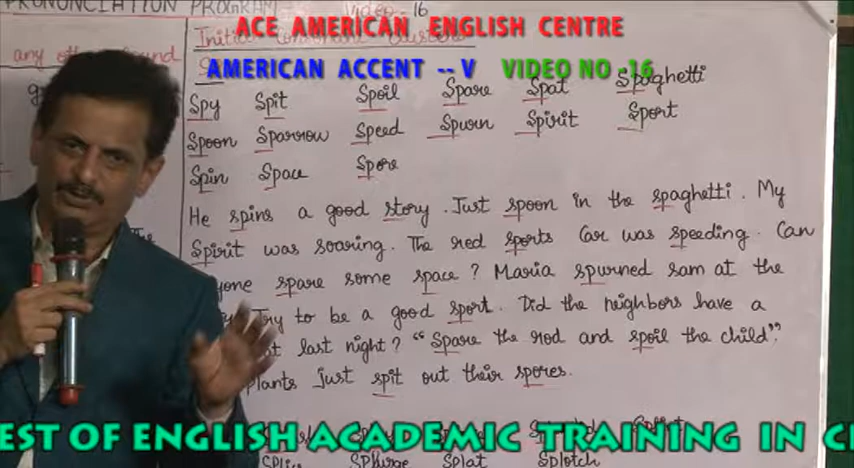 PRONUNCIATION PROGRAM VIDEO - 16
ACE AMERICAN ENGLISH CENTRE
any other
Initial
AMERICAN ACCENT -- V VIDEO NO -16
Spy Spit Spoil Spare Spat Spaghetti
Spoon Sparrow Speed Spurn Spirit Sport
Spin Space Spore
He spins a good story. Just spoon in the spaghetti. My
Spirit was soaring. The red sports Car was speeding. Can
spare some space? Maria spurned sam at the
Try to be a good sport. Did the neighbors have a
last night? "Spare the rod and spoil the child".
plants just spit out their spores.
EST OF ENGLISH ACADEMIC TRAINING IN
Splurge Splat Splotch